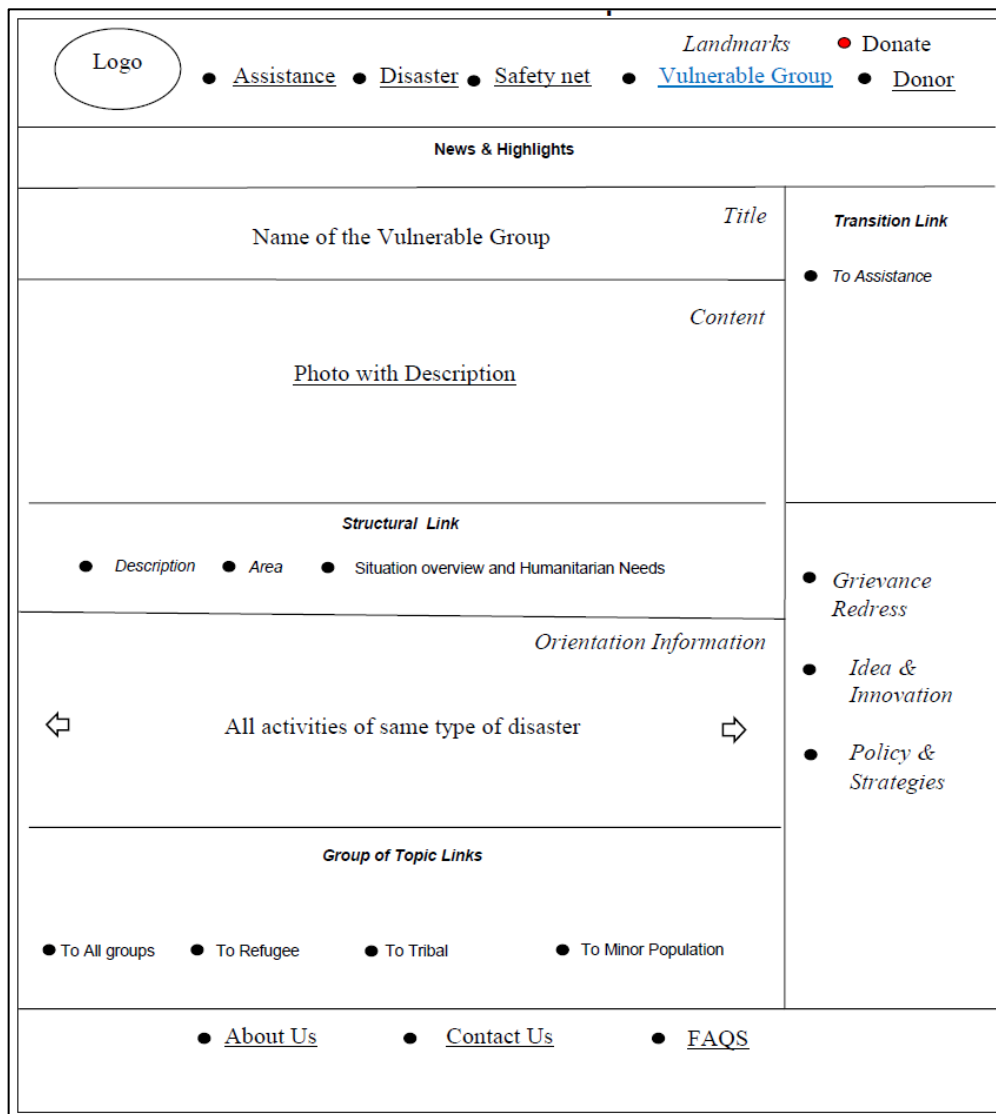 Landmarks Donate
Logo
Assistance Disaster Safety net Vulnerable Group Donor
News & Highlights
Title
Name of the Vulnerable Group
Transition Link
To Assistance
Content
Photo with Description
Structural Link
Description Area Situation overview and Humanitarian Needs
Grievance
Redress
Idea &
Innovation
Policy &
Strategies
Orientation Information
All activities of same type of disaster
Group of Topic Links
To All groups To Refugee To Tribal To Minor Population
About Us Contact Us FAQS